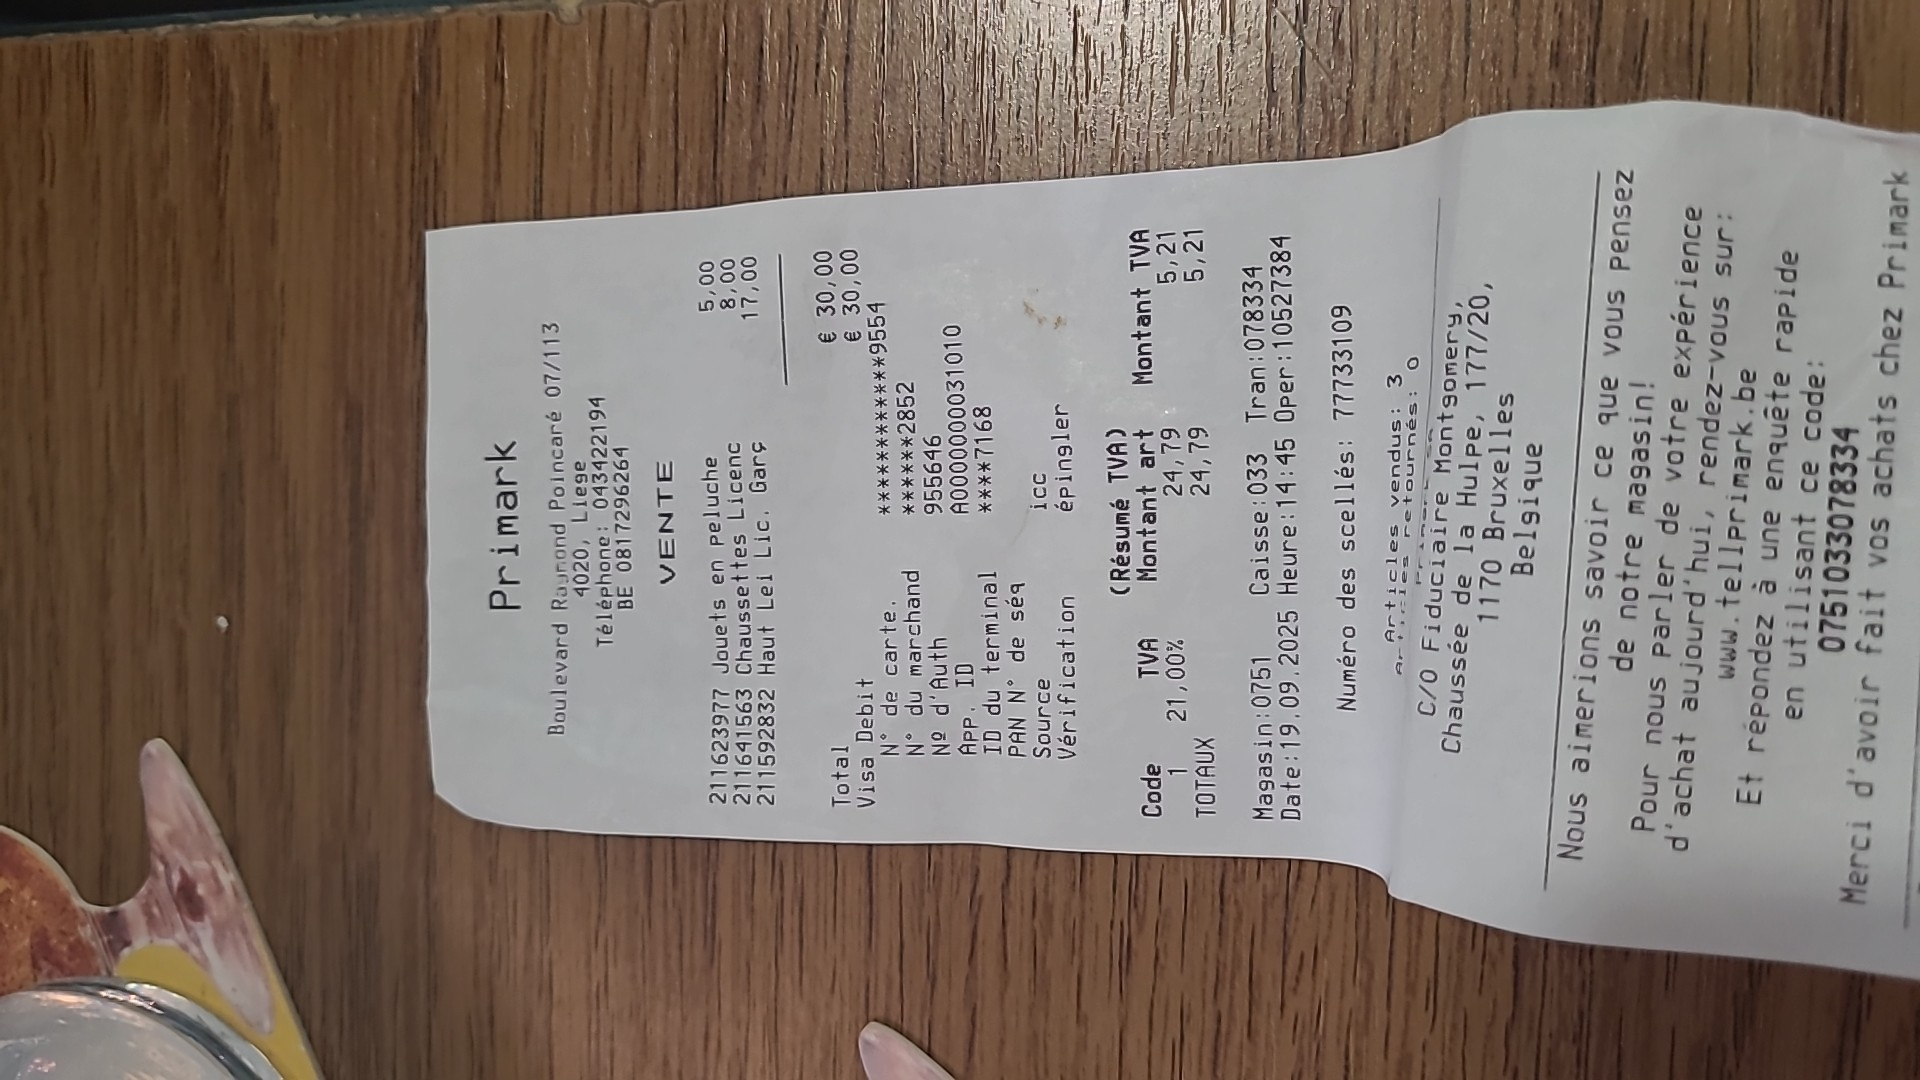 Primark
Boulevard Raymond Poincaré 07/113
4020, Liege
Téléphone: 043422194
BE 0817296264
VENTE
211623977 Jouets en peluche 5,00
211641563 Chaussettes Licenc 8,00
211592832 Haut Lei Lic. Garç 17,00
Total € 30,00
Visa Debit € 30,00
N° de carte. ************9554
N° du marchand ******2852
Nº d'Auth 955646
APP. ID A0000000031010
ID du terminal ****7168
PAN N° de séq
Source icc
Vérification épingler
(Résumé TVA)
Code TVA Montant art Montant TVA
1 21,00% 24,79 5,21
TOTAUX 24,79 5,21
Magasin:0751 Caisse:033 Tran:078334
Date:19.09.2025 Heure:14:45 Oper:10527384
Numéro des scellés: 77733109
Articles vendus: 3
Articles retournés: 0
C/O Fiduciaire Montgomery,
Chaussée de la Hulpe, 177/20,
1170 Bruxelles
Belgique
Nous aimerions savoir ce que vous pensez
de notre magasin!
Pour nous parler de votre expérience
d'achat aujourd'hui, rendez-vous sur:
www.tellprimark.be
Et répondez à une enquête rapide
en utilisant ce code:
0751033078334
Merci d'avoir fait vos achats chez Primark